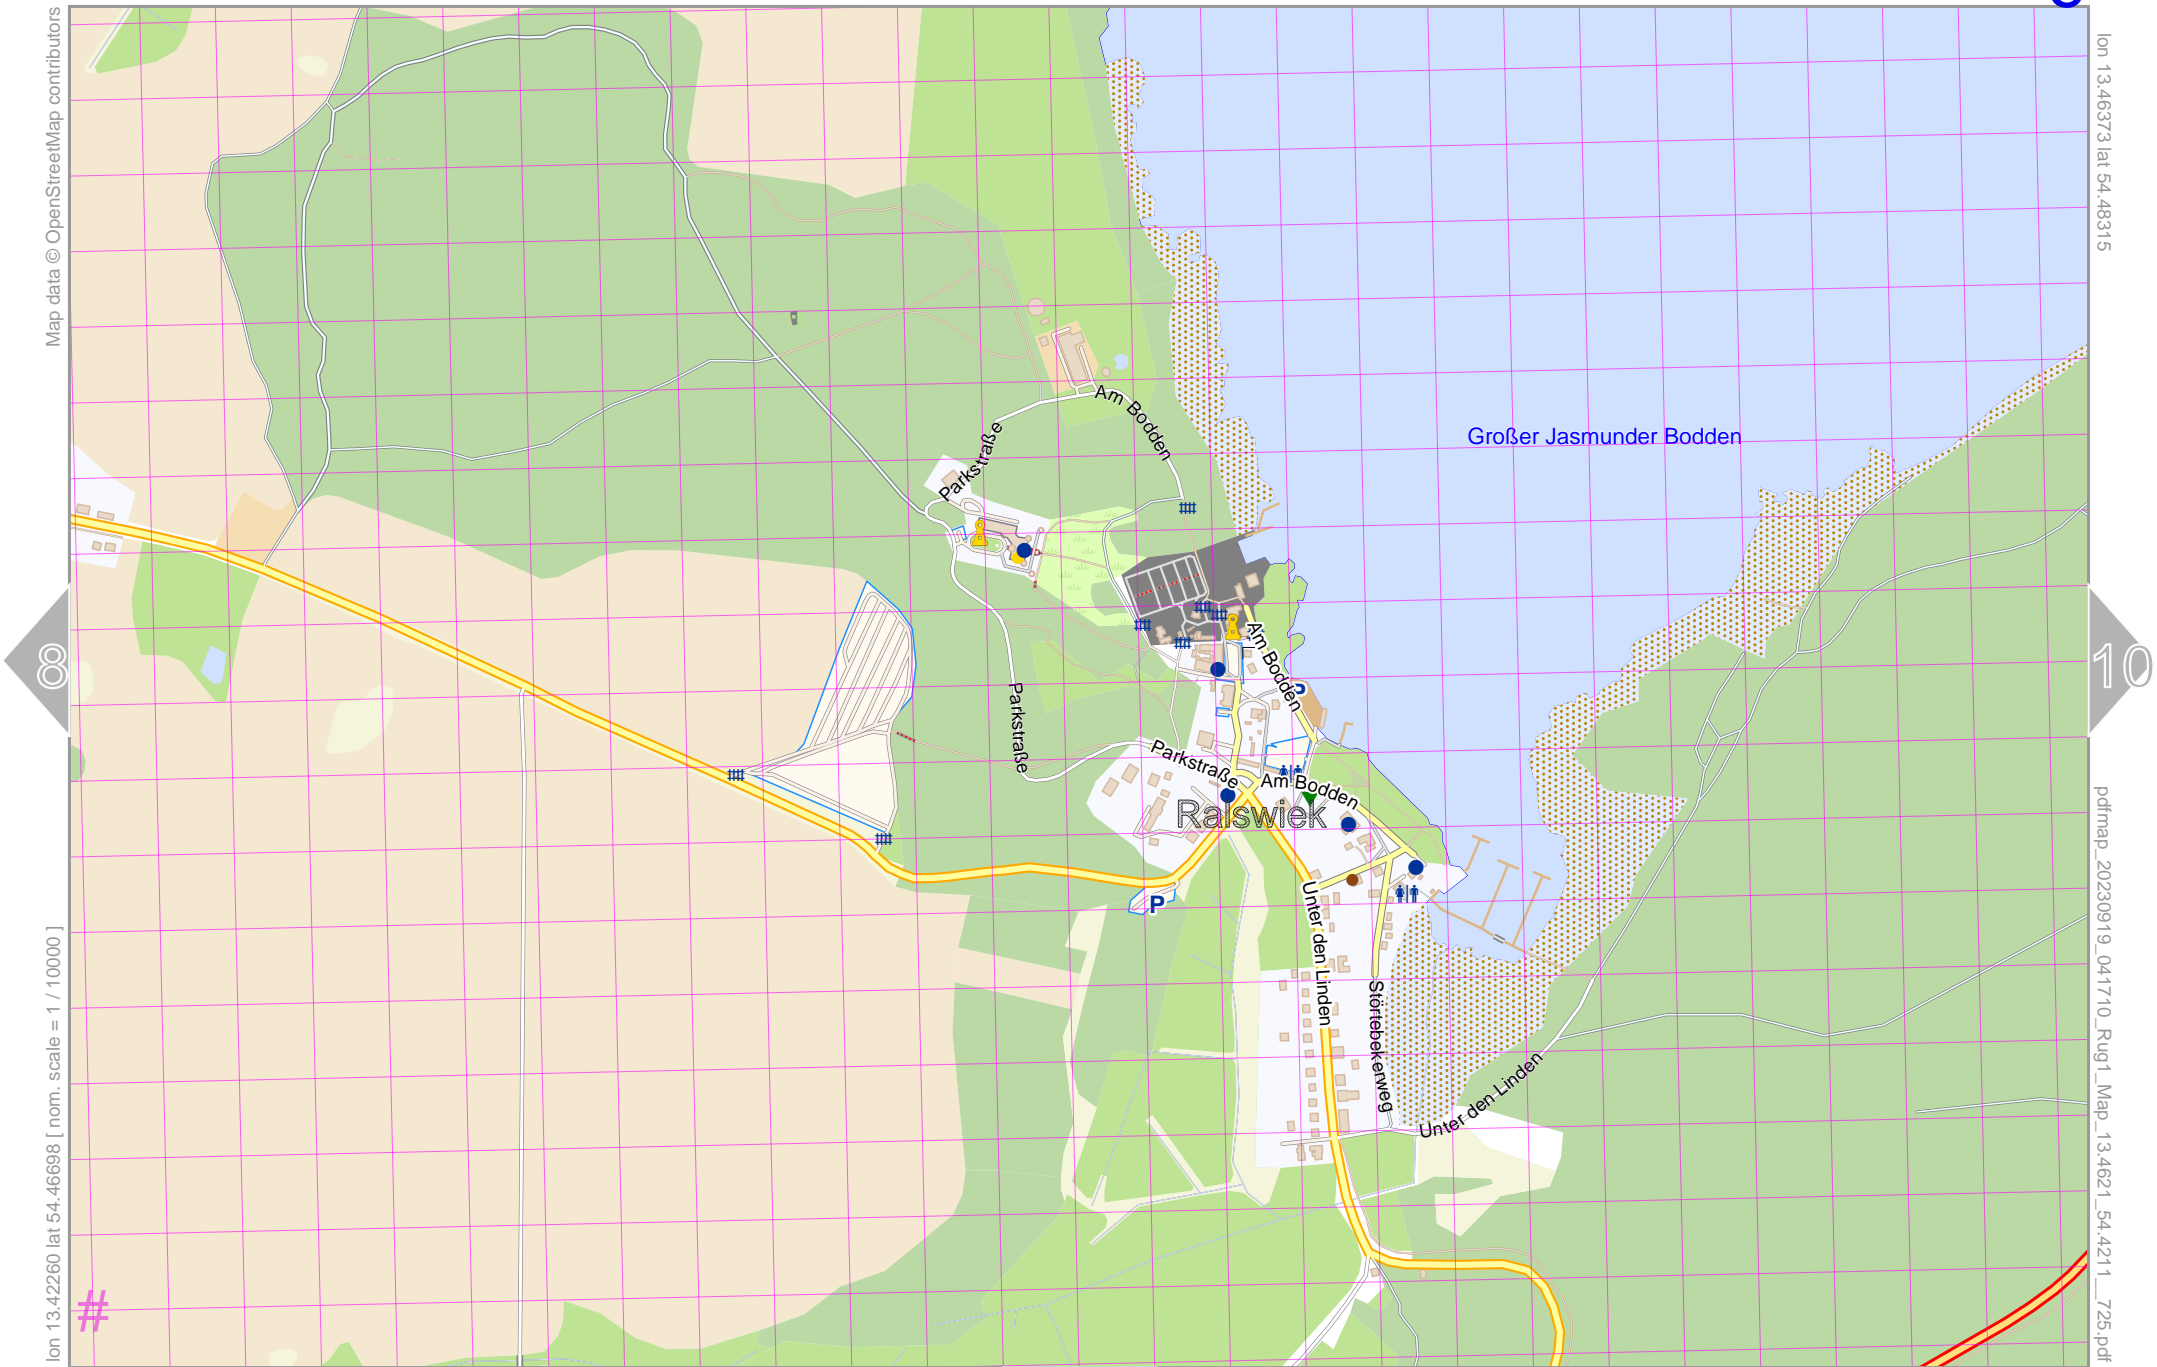 Map data © OpenStreetMap contributors
lon 13.46373 lat 54.48315
Großer Jasmunder Bodden
Am Bodden
Parkstraße
Am Bodden
8
10
Parkstraße
P
Parkstraße
Am Bodden
Ralswiek
P
Unter den Linden
Störtebekerweg
Unter den Linden
lon 13.42260 lat 54.46698 [ nom. scale = 1 / 10000 ]
pdfmap_20230919_041710_Rug1_Map_13.4621_54.4211__725.pdf
#